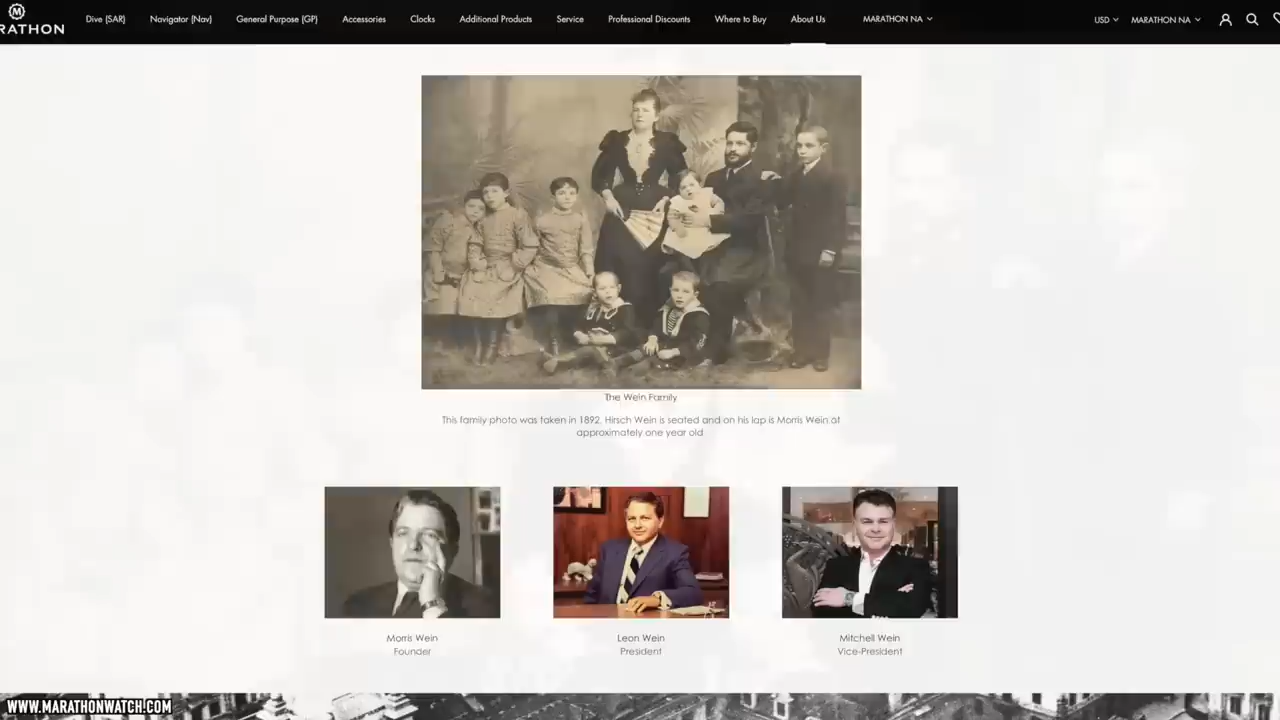 M
RATHON
Dive (SAR) Navigator (Nav) General Purpose (GP) Accessories Clocks Additional Products Service Professional Discounts Where to Buy About Us MARATHON NA USD MARATHON NA
The Wein Family
This family photo was taken in 1892. Hirsch Wein is seated and on his lap is Morris Wein at
approximately one year old
Morris Wein
Founder
Leon Wein
President
Mitchell Wein
Vice-President
WWW.MARATHONWATCH.COM